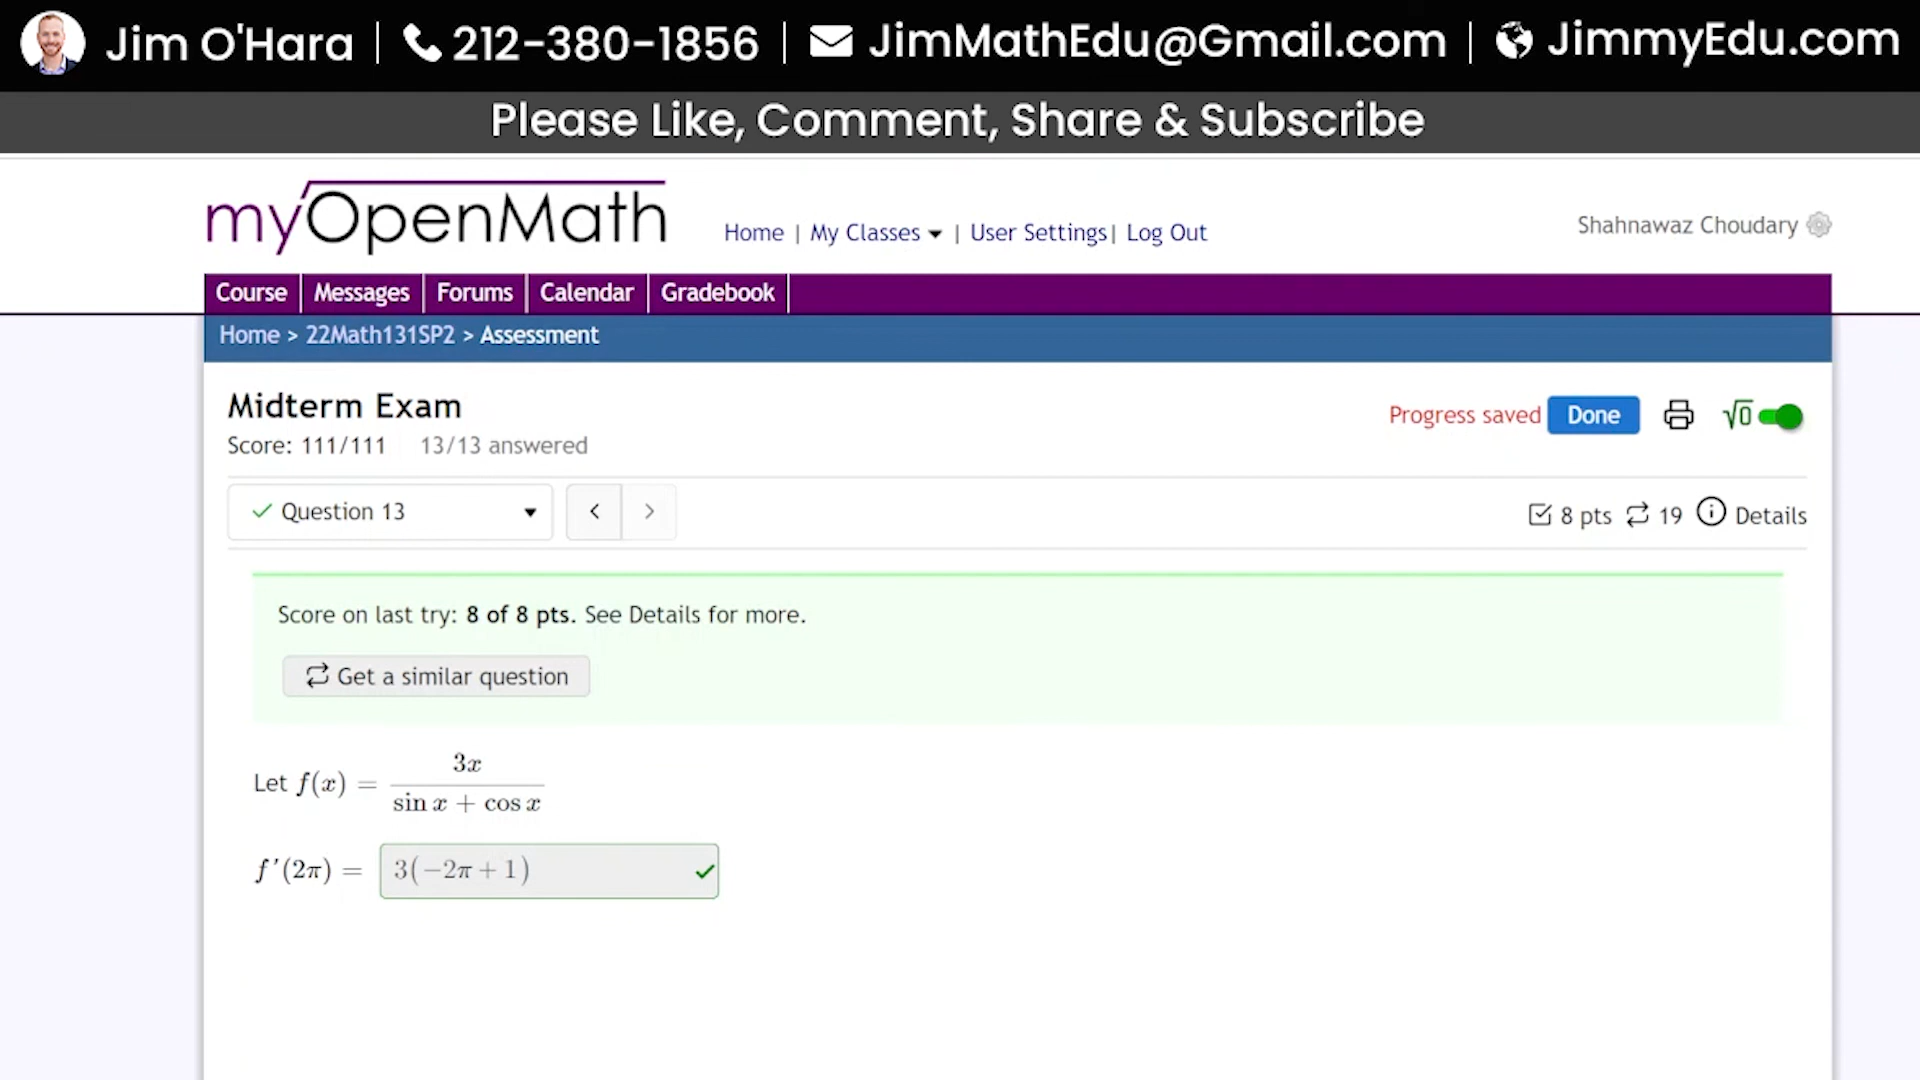 Jim O'Hara | 212-380-1856 | JimMathEdu@Gmail.com | JimmyEdu.com
Please Like, Comment, Share & Subscribe
myOpenMath
Home | My Classes | User Settings | Log Out
Shahnawaz Choudary
Course Messages Forums Calendar Gradebook
Home > 22Math131SP2 > Assessment
Midterm Exam
Progress saved Done √0
Score: 111/111 13/13 answered
✓ Question 13 < >
8 pts 19 Details
Score on last try: 8 of 8 pts. See Details for more.
Get a similar question
Let f(x) = 3x / (sin x + cos x)
f′(2π) = 3(−2π + 1) ✓